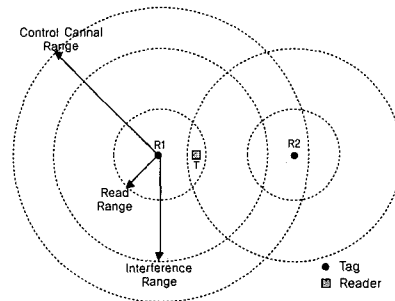 Control Cannal
Range
R1
R2
T
Read
Range
Interference
Range
Tag
Reader